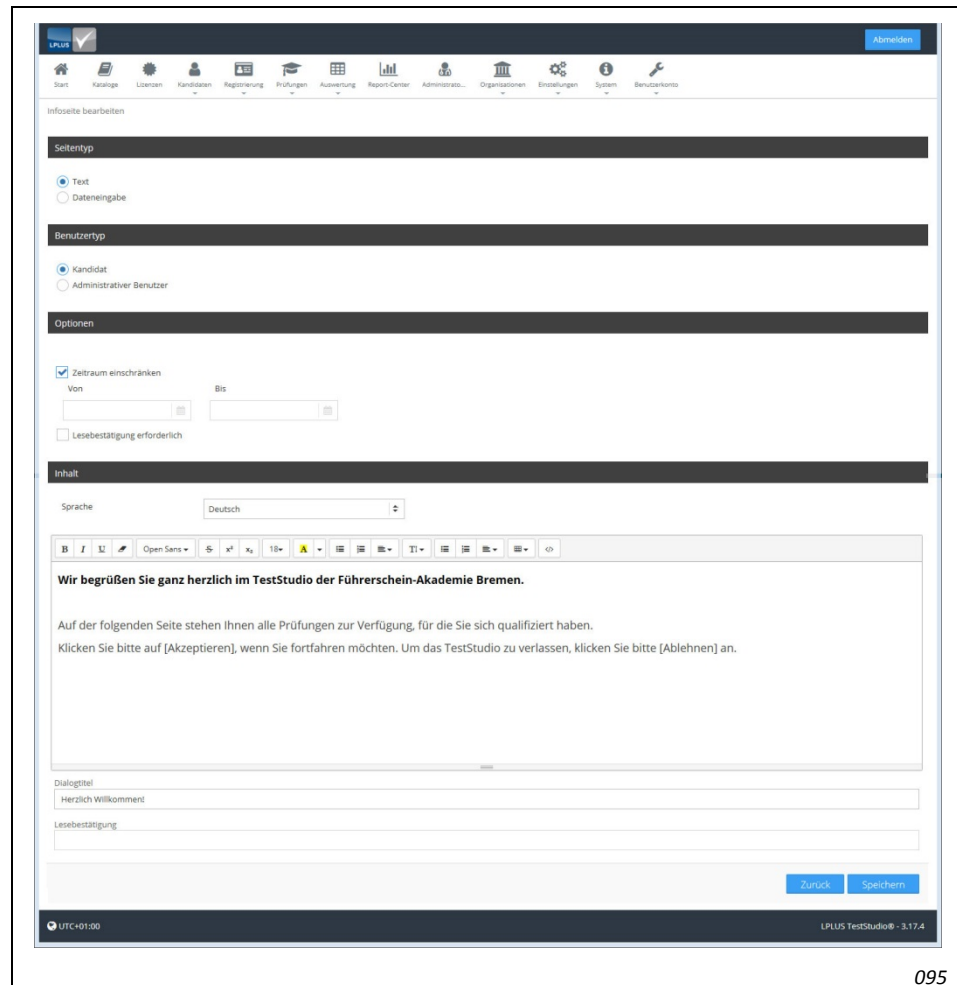 LPLUS
Abmelden
Start Kataloge Lizenzen Kandidaten Registrierung Prüfungen Auswertung Report-Center Administrato... Organisationen Einstellungen System Benutzerkonto
Infoseite bearbeiten
Seitentyp
Text
Dateneingabe
Benutzertyp
Kandidat
Administrativer Benutzer
Optionen
Zeitraum einschränken
Von Bis
Lesebestätigung erforderlich
Inhalt
Sprache Deutsch
B I U Open Sans S x² x₂ 18 A T! </>
Wir begrüßen Sie ganz herzlich im TestStudio der Führerschein-Akademie Bremen.
Auf der folgenden Seite stehen Ihnen alle Prüfungen zur Verfügung, für die Sie sich qualifiziert haben.
Klicken Sie bitte auf [Akzeptieren], wenn Sie fortfahren möchten. Um das TestStudio zu verlassen, klicken Sie bitte [Ablehnen] an.
Dialogtitel
Herzlich Willkommen!
Lesebestätigung
Zurück Speichern
UTC+01:00 LPLUS TestStudio® - 3.17.4
095